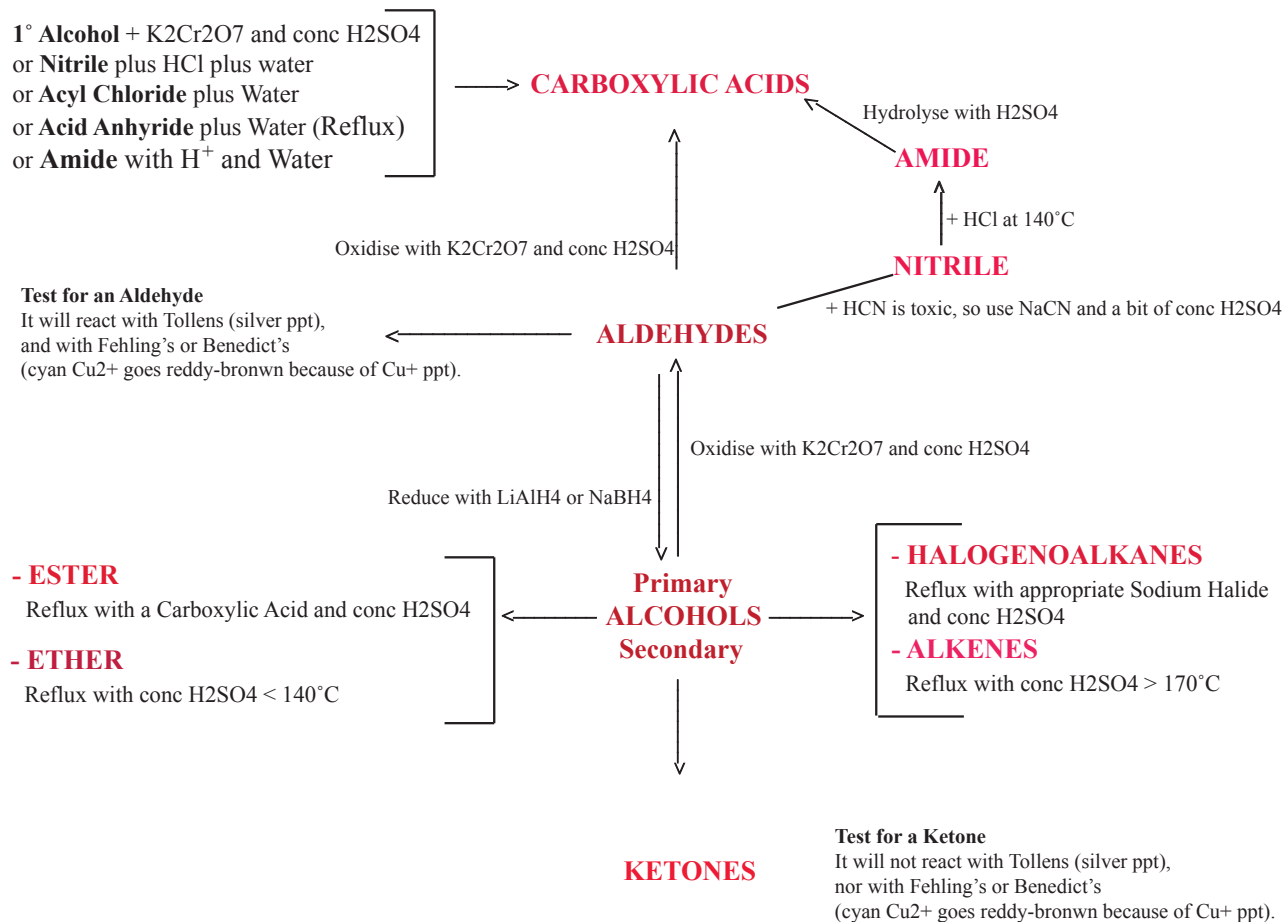 1° Alcohol + K2Cr2O7 and conc H2SO4
or Nitrile plus HCl plus water
or Acyl Chloride plus Water
or Acid Anhyride plus Water (Reflux)
or Amide with H⁺ and Water
CARBOXYLIC ACIDS
Hydrolyse with H2SO4
AMIDE
+ HCl at 140˚C
NITRILE
+ HCN is toxic, so use NaCN and a bit of conc H2SO4
Oxidise with K2Cr2O7 and conc H2SO4
Test for an Aldehyde
It will react with Tollens (silver ppt),
and with Fehling's or Benedict's
(cyan Cu2+ goes reddy-bronwn because of Cu+ ppt).
ALDEHYDES
Oxidise with K2Cr2O7 and conc H2SO4
Reduce with LiAlH4 or NaBH4
- ESTER
Reflux with a Carboxylic Acid and conc H2SO4
- ETHER
Reflux with conc H2SO4 < 140˚C
Primary
ALCOHOLS
Secondary
- HALOGENOALKANES
Reflux with appropriate Sodium Halide
and conc H2SO4
- ALKENES
Reflux with conc H2SO4 > 170˚C
KETONES
Test for a Ketone
It will not react with Tollens (silver ppt),
nor with Fehling's or Benedict's
(cyan Cu2+ goes reddy-bronwn because of Cu+ ppt).